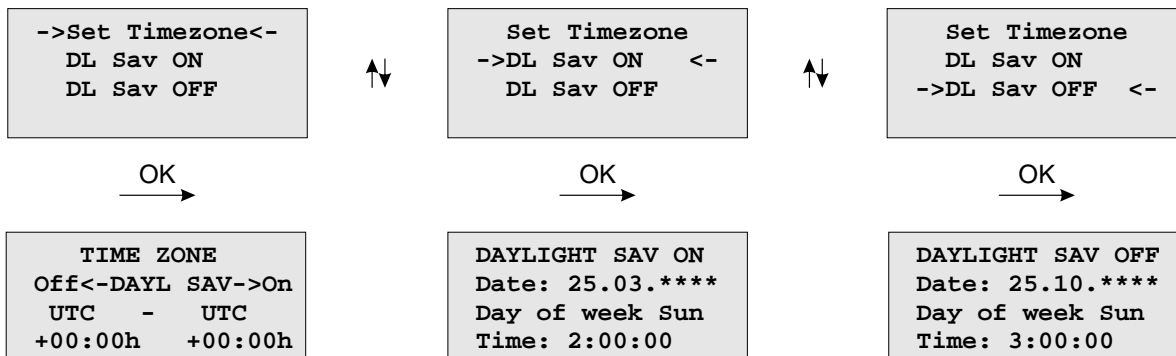 ->Set Timezone<-
DL Sav ON
DL Sav OFF
Set Timezone
->DL Sav ON <-
DL Sav OFF
Set Timezone
DL Sav ON
->DL Sav OFF <-
OK
OK
OK
TIME ZONE
Off<-DAYL SAV->On
UTC - UTC
+00:00h +00:00h
DAYLIGHT SAV ON
Date: 25.03.****
Day of week Sun
Time: 2:00:00
DAYLIGHT SAV OFF
Date: 25.10.****
Day of week Sun
Time: 3:00:00